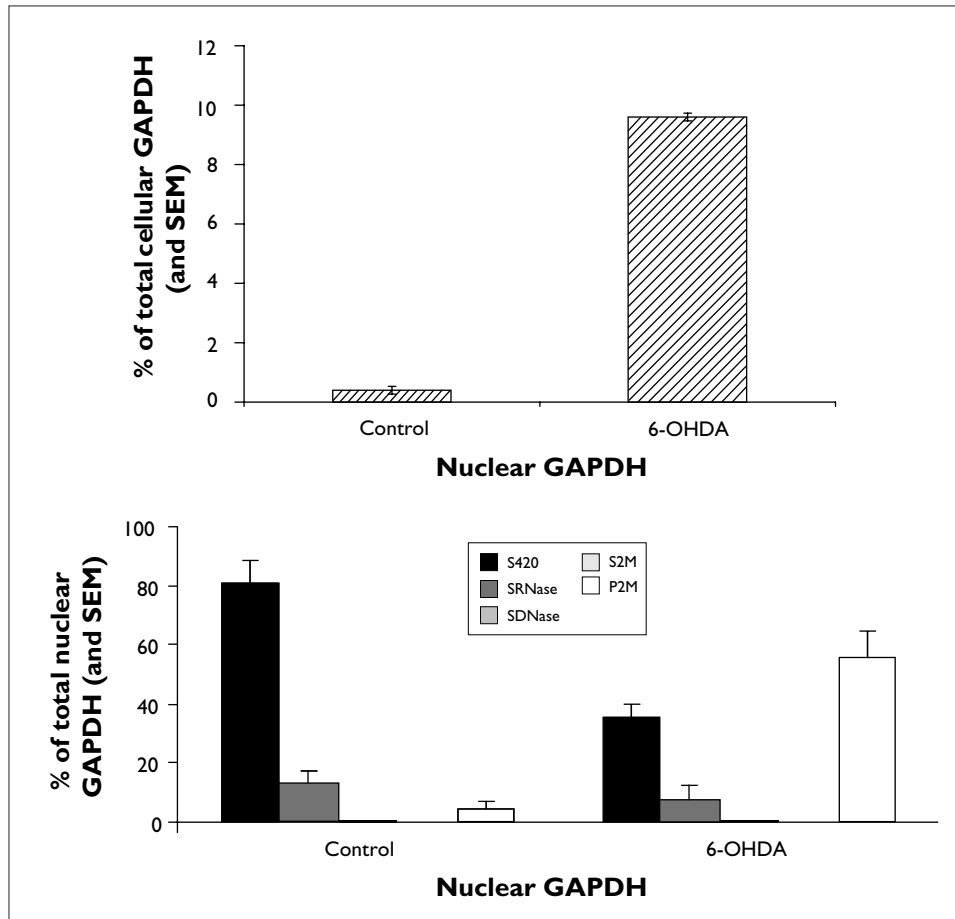 % of total cellular GAPDH
(and SEM)
12
10
8
6
4
2
0
Control
6-OHDA
Nuclear GAPDH
% of total nuclear
GAPDH (and SEM)
100
80
60
40
20
0
S420
SRNase
SDNase
S2M
P2M
Control
6-OHDA
Nuclear GAPDH